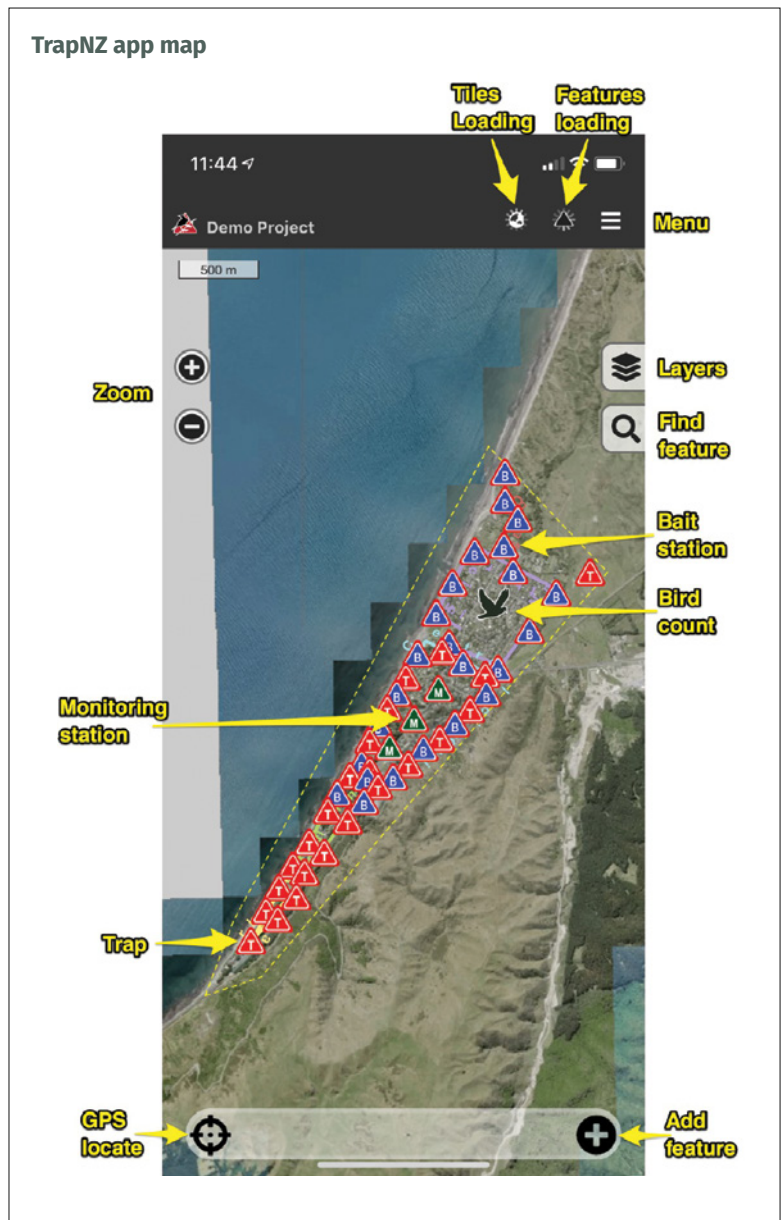 TrapNZ app map
Tiles
Loading
Features
loading
11:44
Demo Project
Menu
500 m
Zoom
Layers
Find
feature
Bait
station
Bird
count
Monitoring
station
Trap
GPS
locate
Add
feature
B
B
B
B
B
B
T
B
B
B
B
B
T
B
B
B
T
T
M
B
B
T
M
T
B
T
T
M
B
T
B
T
B
B
T
B
B
T
T
T
T
T
T
T
T
T
T
T